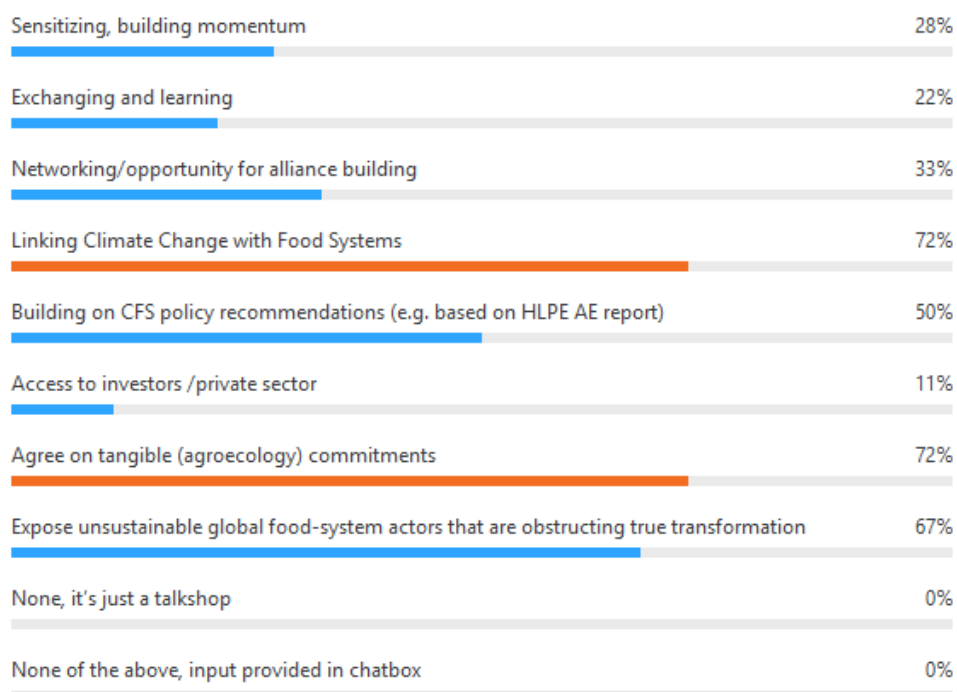 Sensitizing, building momentum 28%
Exchanging and learning 22%
Networking/opportunity for alliance building 33%
Linking Climate Change with Food Systems 72%
Building on CFS policy recommendations (e.g. based on HLPE AE report) 50%
Access to investors /private sector 11%
Agree on tangible (agroecology) commitments 72%
Expose unsustainable global food-system actors that are obstructing true transformation 67%
None, it's just a talkshop 0%
None of the above, input provided in chatbox 0%